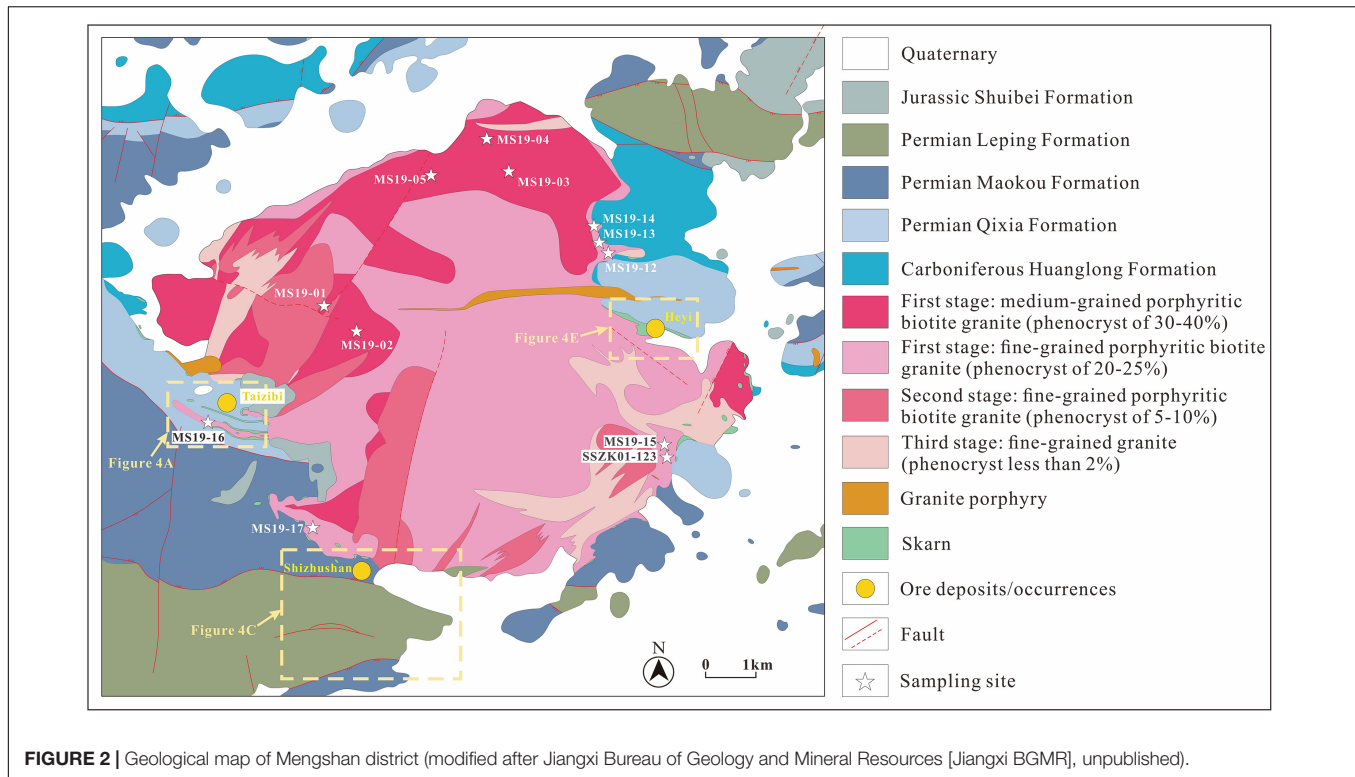 MS19-04
MS19-05
MS19-03
MS19-14
MS19-13
MS19-12
MS19-01
MS19-02
Heyi
Figure 4E
Taizibi
MS19-16
Figure 4A
MS19-15
SSZK01-123
MS19-17
Shizhushan
Figure 4C
N
0 1km
Quaternary
Jurassic Shuibei Formation
Permian Leping Formation
Permian Maokou Formation
Permian Qixia Formation
Carboniferous Huanglong Formation
First stage: medium-grained porphyritic
biotite granite (phenocryst of 30-40%)
First stage: fine-grained porphyritic biotite
granite (phenocryst of 20-25%)
Second stage: fine-grained porphyritic
biotite granite (phenocryst of 5-10%)
Third stage: fine-grained granite
(phenocryst less than 2%)
Granite porphyry
Skarn
Ore deposits/occurrences
Fault
Sampling site
FIGURE 2 | Geological map of Mengshan district (modified after Jiangxi Bureau of Geology and Mineral Resources [Jiangxi BGMR], unpublished).